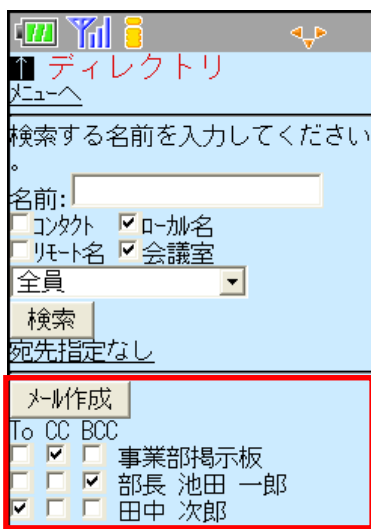 ディレクトリ
ﾒﾆｭｰへ
検索する名前を入力してください
。
名前:
ｺﾝﾀｸﾄ ﾛｰｶﾙ名
ﾘﾓｰﾄ名 会議室
全員
検索
宛先指定なし
ﾒｰﾙ作成
To CC BCC
事業部掲示板
部長 池田 一郎
田中 次郎